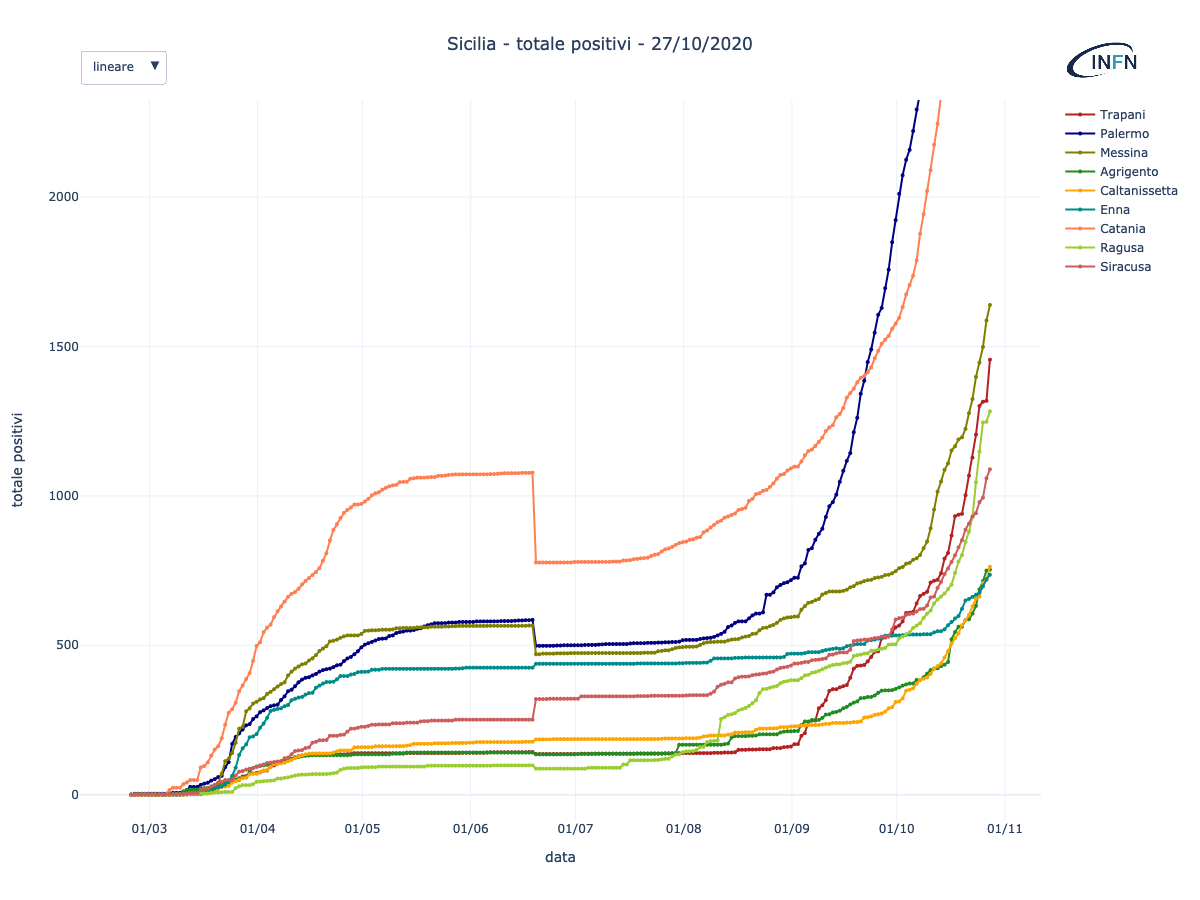 Sicilia - totale positivi - 27/10/2020
lineare ▼
INFN
Trapani
Palermo
Messina
Agrigento
Caltanissetta
Enna
Catania
Ragusa
Siracusa
totale positivi
2000
1500
1000
500
0
01/03 01/04 01/05 01/06 01/07 01/08 01/09 01/10 01/11
data